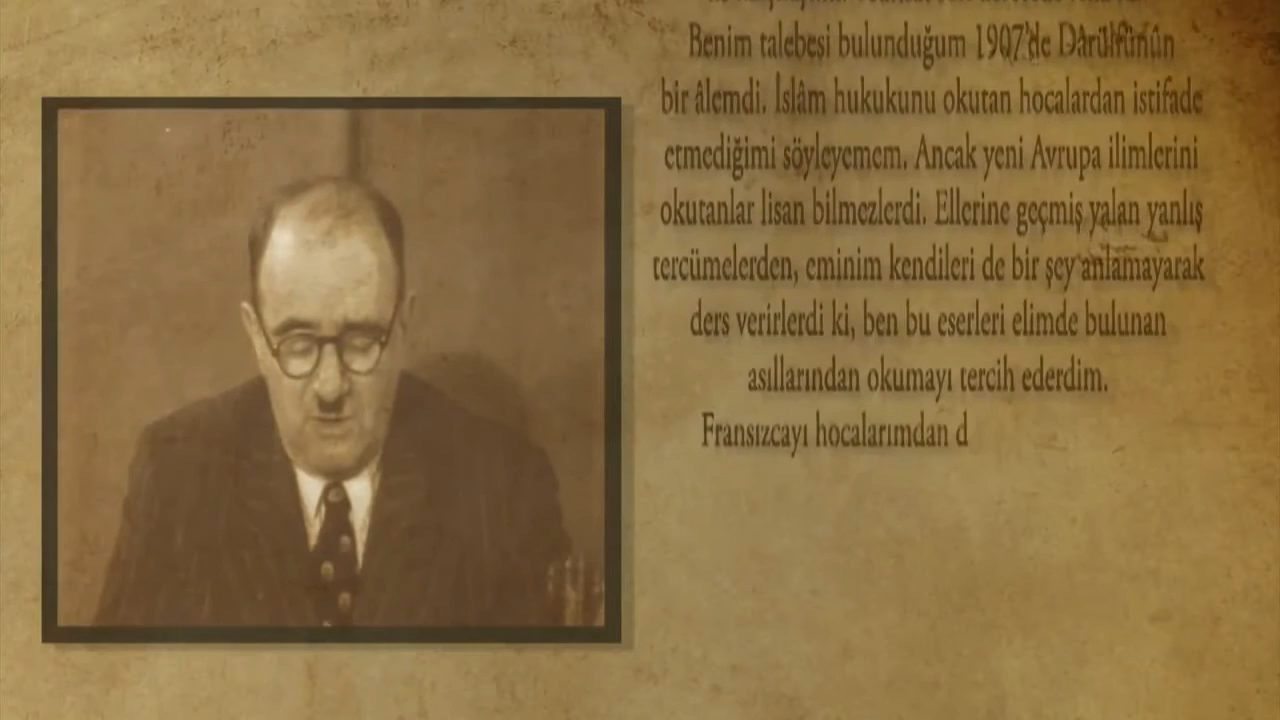 Benim talebesi bulunduğum 1907'de Dârülfünûn
bir âlemdi. İslâm hukukunu okutan hocalardan istifade
etmediğimi söyleyemem. Ancak yeni Avrupa ilimlerini
okutanlar lisan bilmezlerdi. Ellerine geçmiş yalan yanlış
tercümelerden, eminim kendileri de bir şey anlamayarak
ders verirlerdi ki, ben bu eserleri elimde bulunan
asıllarından okumayı tercih ederdim.
Fransızcayı hocalarımdan d